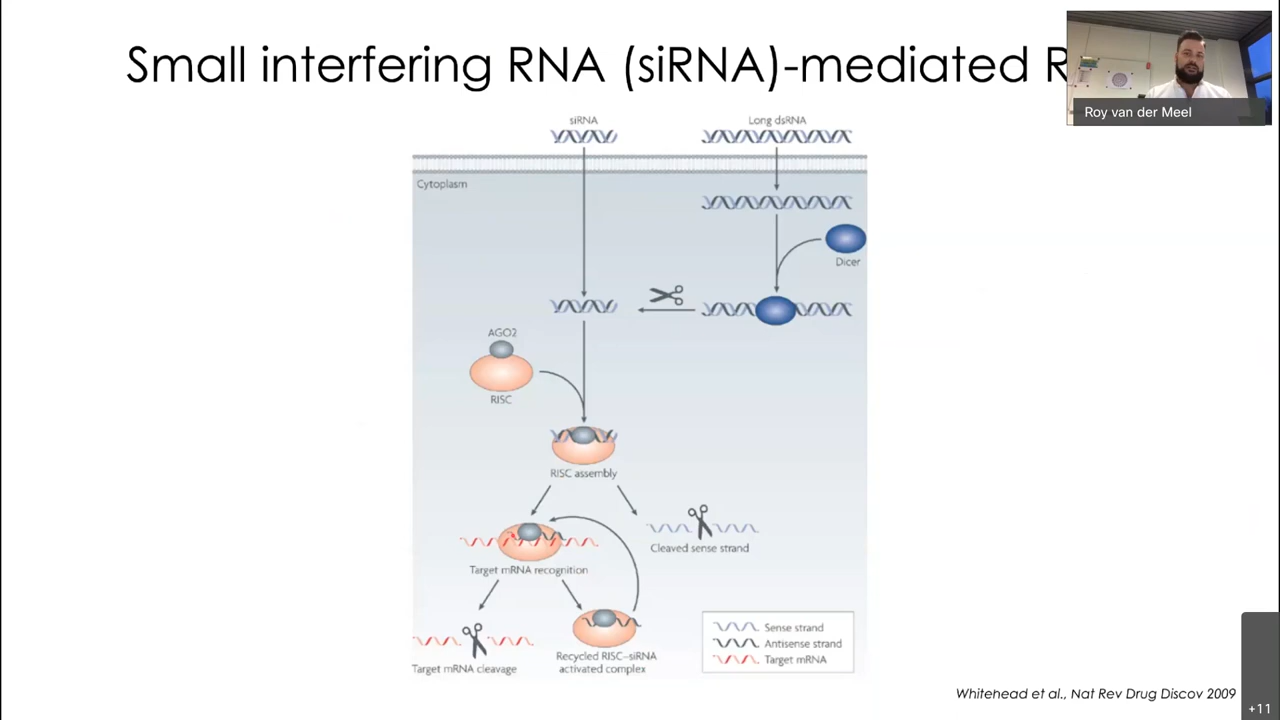 Small interfering RNA (siRNA)-mediated R
Roy van der Meel
siRNA
Long dsRNA
Cytoplasm
Dicer
AGO2
RISC
RISC assembly
Cleaved sense strand
Target mRNA recognition
Sense strand
Antisense strand
Target mRNA
Target mRNA cleavage
Recycled RISC–siRNA
activated complex
Whitehead et al., Nat Rev Drug Discov 2009
+11